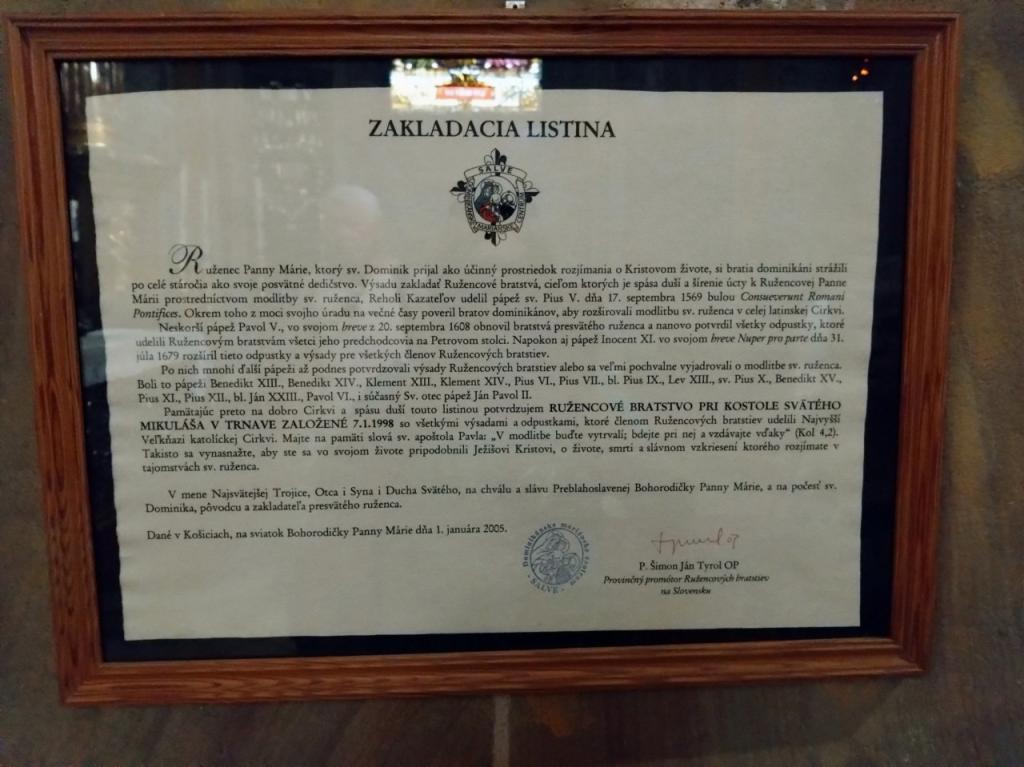 ZAKLADACIA LISTINA
SALVE
Ruženec Panny Márie, ktorý sv. Dominik prijal ako účinný prostriedok rozjímania o Kristovom živote, si bratia dominikáni strážili
po celé stáročia ako svoje posvätné dedičstvo. Výsadu zakladať Ružencové bratstvá, cieľom ktorých je spása duší a šírenie úcty k Ružencovej Panne
Márii prostredníctvom modlitby sv. ruženca, Reholi Kazateľov udelil pápež sv. Pius V. dňa 17. septembra 1569 bulou Consueverunt Romani
Pontifices. Okrem toho z moci svojho úradu na večné časy poveril bratov dominikánov, aby rozširovali modlitbu sv. ruženca v celej latinskej Cirkvi.
Neskorší pápež Pavol V., vo svojom breve z 20. septembra 1608 obnovil bratstvá presvätého ruženca a nanovo potvrdil všetky odpustky, ktoré
udelili Ružencovým bratstvám všetci jeho predchodcovia na Petrovom stolci. Napokon aj pápež Inocent XI. vo svojom breve Nuper pro parte dňa 31.
júla 1679 rozšíril tieto odpustky a výsady pre všetkých členov Ružencových bratstiev.
Po nich mnohí ďalší pápeži až podnes potvrdzovali výsady Ružencových bratstiev alebo sa veľmi pochvalne vyjadrovali o modlitbe sv. ruženca.
Boli to pápeži Benedikt XIII., Benedikt XIV., Klement XIII., Klement XIV., Pius VI., Pius VII., bl. Pius IX., Lev XIII., sv. Pius X., Benedikt XV.,
Pius XI., Pius XII., bl. Ján XXIII., Pavol VI., i súčasný Sv. otec pápež Ján Pavol II.
Pamätajúc preto na dobro Cirkvi a spásu duší touto listinou potvrdzujem RUŽENCOVÉ BRATSTVO PRI KOSTOLE SVÄTÉHO
MIKULÁŠA V TRNAVE ZALOŽENÉ 7.1.1998 so všetkými výsadami a odpustkami, ktoré členom Ružencových bratstiev udelili Najvyšší
Veľkňazi katolíckej Cirkvi. Majte na pamäti slová sv. apoštola Pavla: „V modlitbe buďte vytrvalí; bdejte pri nej a vzdávajte vďaky" (Kol 4,2).
Takisto sa vynasnažte, aby ste sa vo svojom živote pripodobnili Ježišovi Kristovi, o živote, smrti a slávnom vzkriesení ktorého rozjímate v
tajomstvách sv. ruženca.
V mene Najsvätejšej Trojice, Otca i Syna i Ducha Svätého, na chválu a slávu Preblahoslavenej Bohorodičky Panny Márie, a na počesť sv.
Dominika, pôvodcu a zakladateľa presvätého ruženca.
Dané v Košiciach, na sviatok Bohorodičky Panny Márie dňa 1. januára 2005.
Dominikánske mariánske centrum
SALVE
P. Šimon Ján Tyrol OP
Provinčný promótor Ružencových bratstiev
na Slovensku